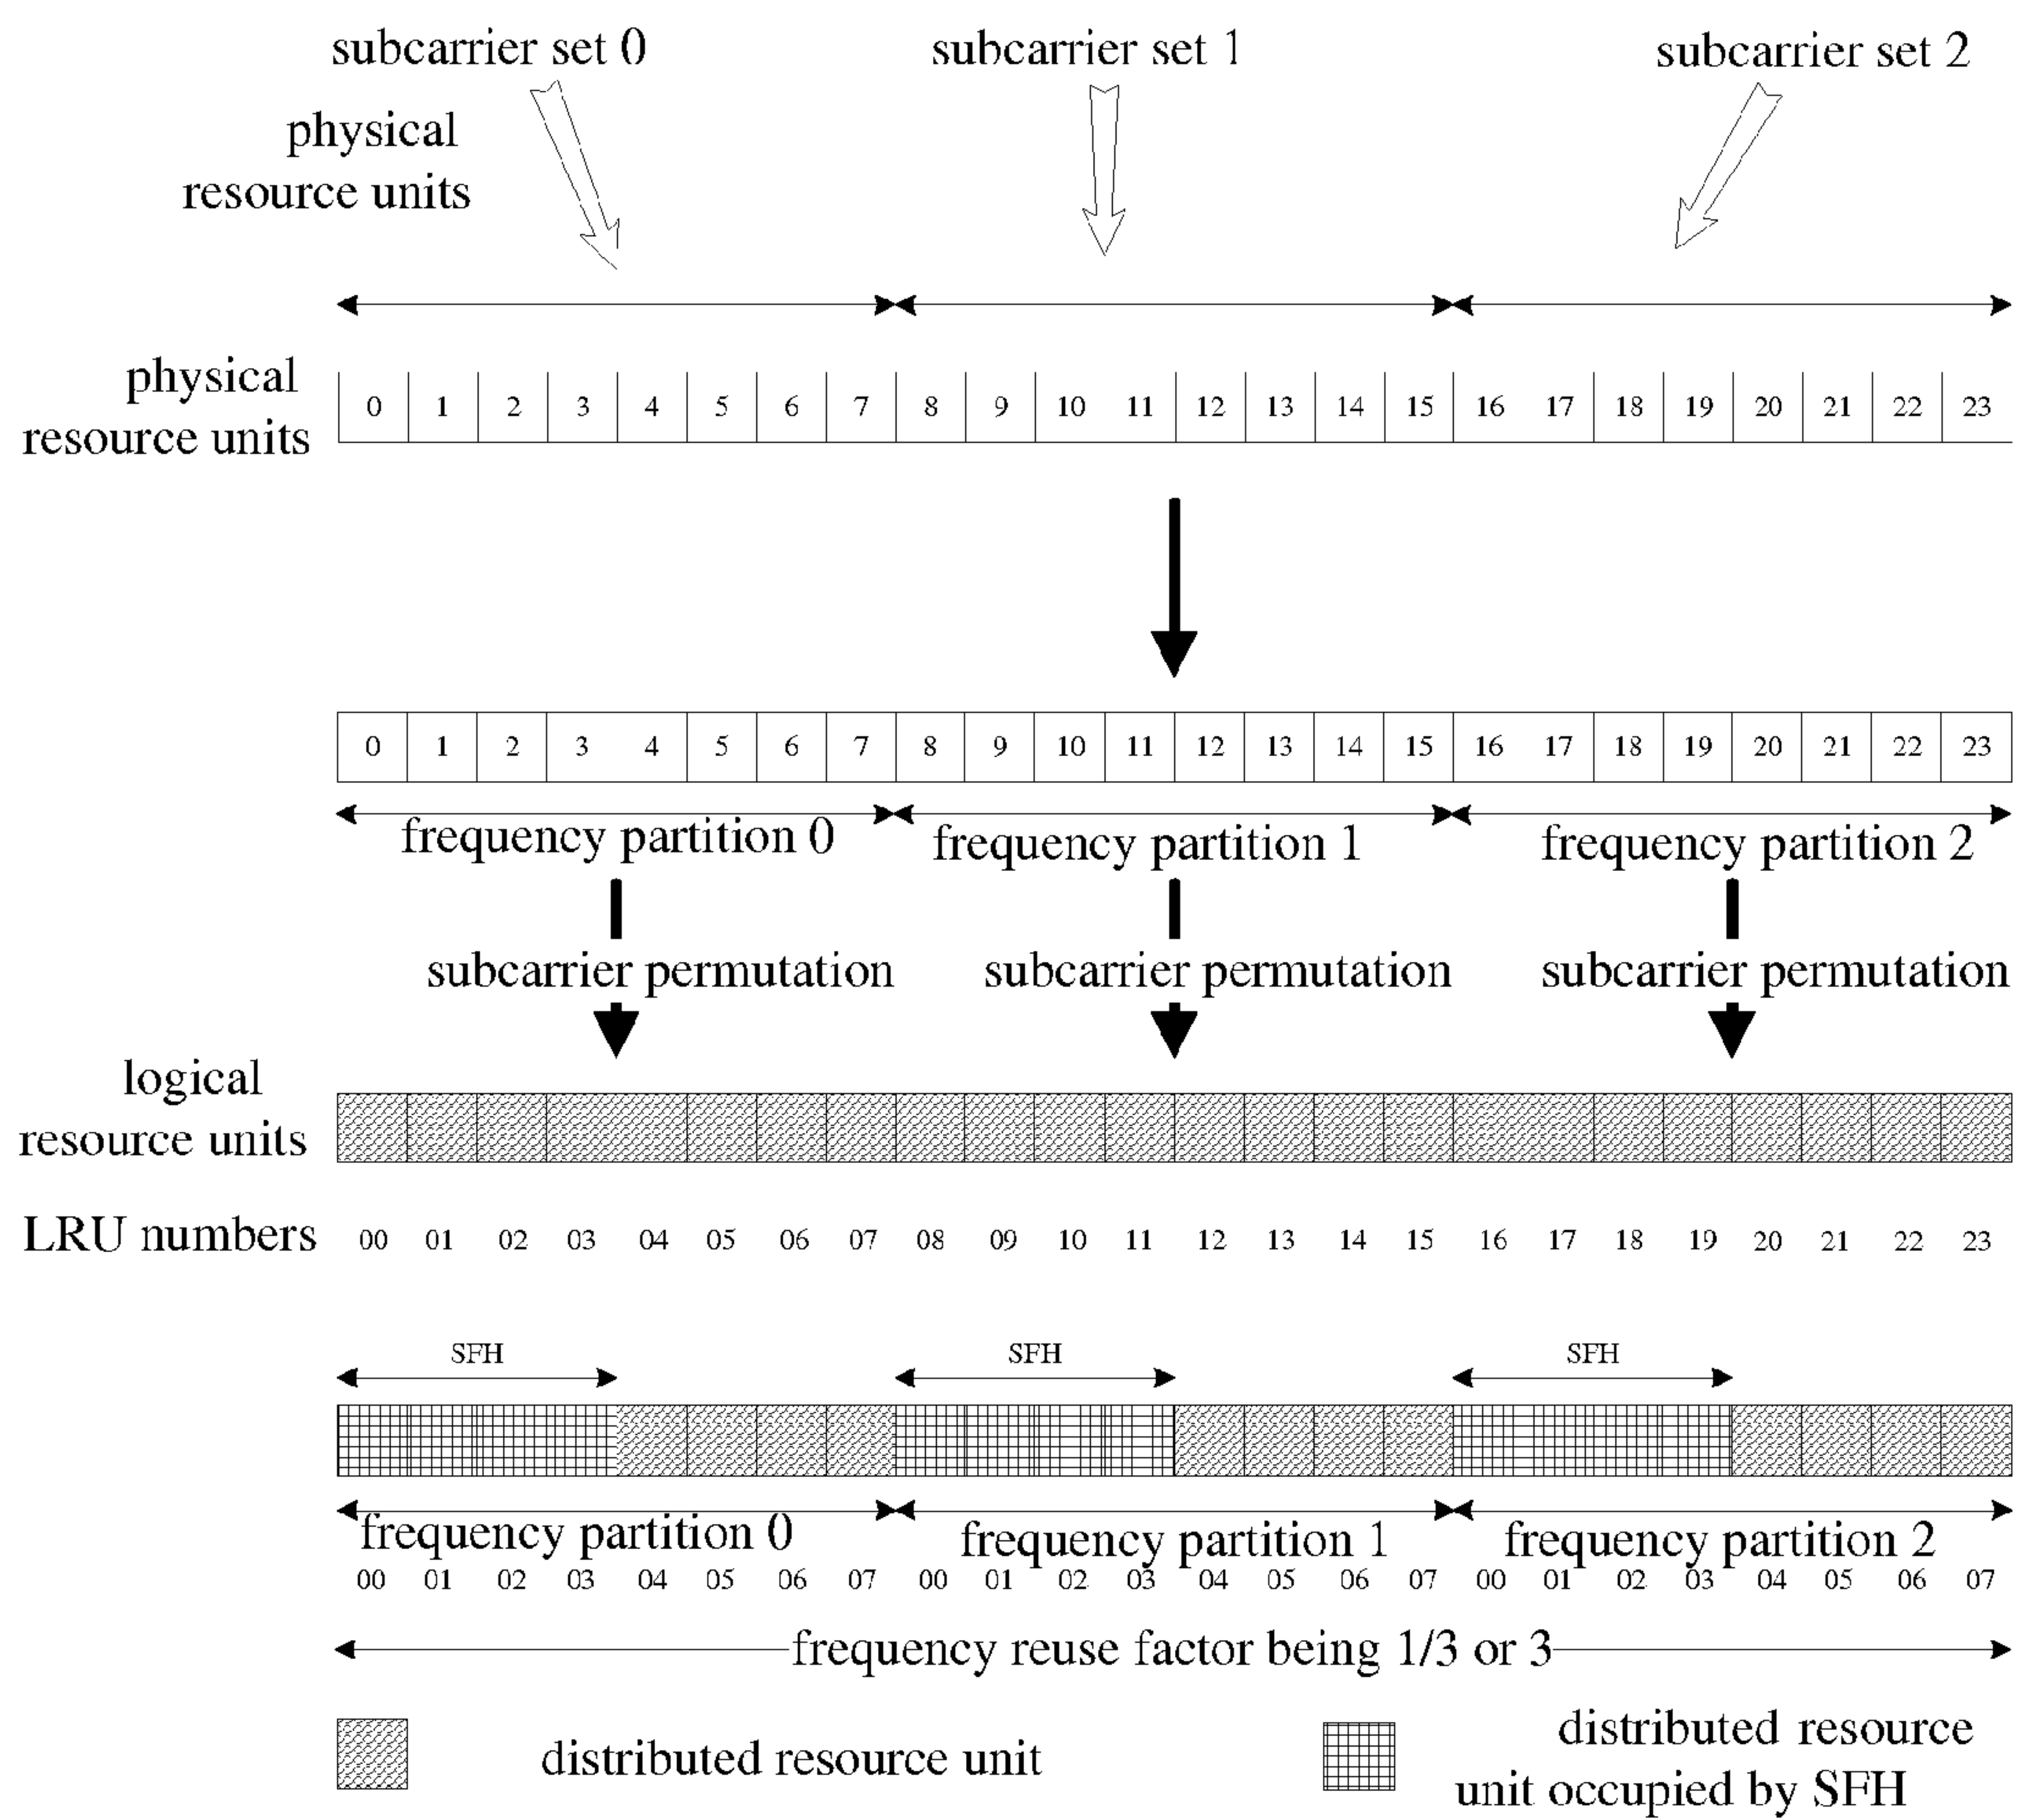 subcarrier set 0 subcarrier set 1 subcarrier set 2
physical
resource units
physical
resource units
0 1 2 3 4 5 6 7 8 9 10 11 12 13 14 15 16 17 18 19 20 21 22 23
0 1 2 3 4 5 6 7 8 9 10 11 12 13 14 15 16 17 18 19 20 21 22 23
frequency partition 0 frequency partition 1 frequency partition 2
subcarrier permutation subcarrier permutation subcarrier permutation
logical
resource units
LRU numbers 00 01 02 03 04 05 06 07 08 09 10 11 12 13 14 15 16 17 18 19 20 21 22 23
SFH SFH SFH
frequency partition 0 frequency partition 1 frequency partition 2
00 01 02 03 04 05 06 07 00 01 02 03 04 05 06 07 00 01 02 03 04 05 06 07
frequency reuse factor being 1/3 or 3
distributed resource unit
distributed resource
unit occupied by SFH